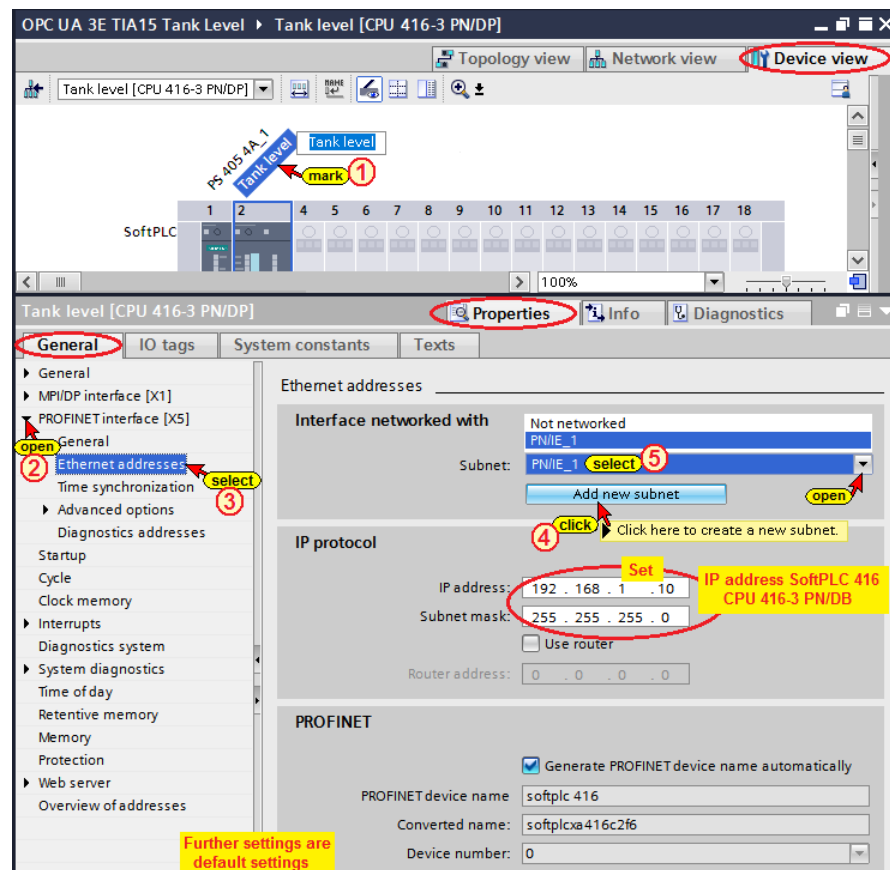 OPC UA 3E TIA15 Tank Level ▸ Tank level [CPU 416-3 PN/DP]
Topology view Network view Device view
Tank level [CPU 416-3 PN/DP]
PS 405 4A_1
Tank level
Tank level
mark 1
1 2 4 5 6 7 8 9 10 11 12 13 14 15 16 17 18
SoftPLC
100%
Tank level [CPU 416-3 PN/DP]
Properties Info Diagnostics
General IO tags System constants Texts
General
MPI/DP interface [X1]
PROFINET interface [X5]
open
2
General
Ethernet addresses
select
3
Time synchronization
Advanced options
Diagnostics addresses
Startup
Cycle
Clock memory
Interrupts
Diagnostics system
System diagnostics
Time of day
Retentive memory
Memory
Protection
Web server
Overview of addresses
Further settings are
default settings
Ethernet addresses
Interface networked with
Not networked
PN/IE_1
Subnet: PN/IE_1 select 5
open
Add new subnet
4 click
Click here to create a new subnet.
IP protocol
Set
IP address: 192 . 168 . 1 . 10
IP address SoftPLC 416
CPU 416-3 PN/DB
Subnet mask: 255 . 255 . 255 . 0
Use router
Router address: 0 . 0 . 0 . 0
PROFINET
Generate PROFINET device name automatically
PROFINET device name softplc 416
Converted name: softplcxa416c2f6
Device number: 0